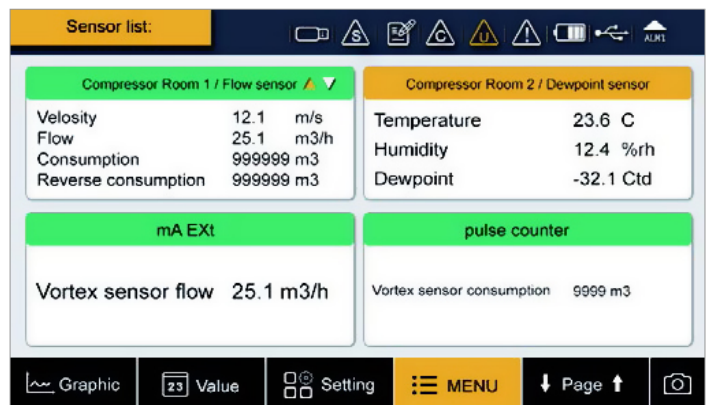 Sensor list:
S C U ! ALM1
Compressor Room 1 / Flow sensor
Velosity 12.1 m/s
Flow 25.1 m3/h
Consumption 999999 m3
Reverse consumption 999999 m3
Compressor Room 2 / Dewpoint sensor
Temperature 23.6 C
Humidity 12.4 %rh
Dewpoint -32.1 Ctd
mA EXt
Vortex sensor flow 25.1 m3/h
pulse counter
Vortex sensor consumption 9999 m3
Graphic 23 Value Setting MENU Page